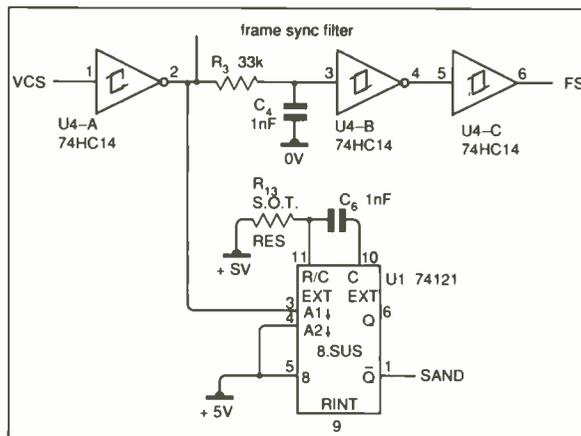 frame sync filter
VCS
1
2
R3 33k
C4
1nF
0V
3
4
5
6
FS
U4-A
74HC14
U4-B
74HC14
U4-C
74HC14
R13
S.O.T.
RES
C6 1nF
+ SV
11
10
U1 74121
R/C C
EXT EXT
3
A1↓
4
A2↓
Q
6
8.SUS
5
8
Q̅
1
SAND
+ 5V
RINT
9